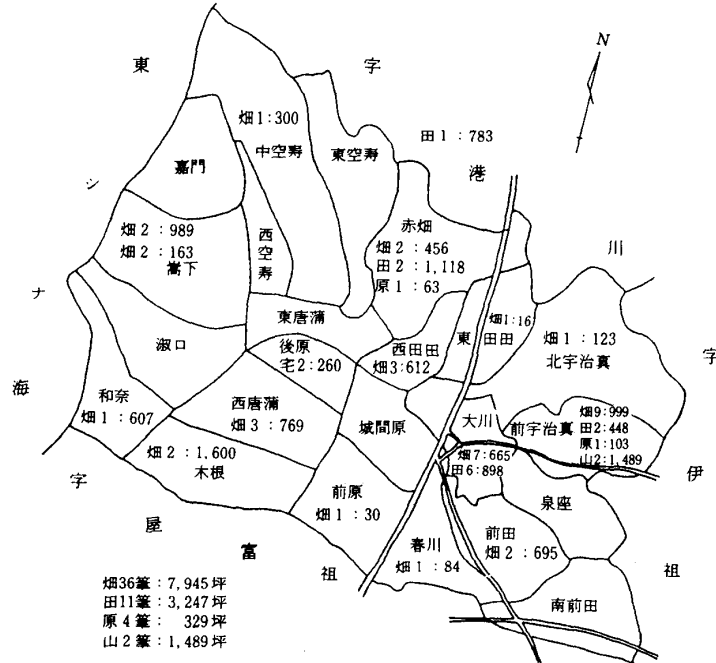 N
東
字
港
川
字
伊
祖
東シナ海
字
屋
富
祖
畑1:300
中空寿
東空寿
田1:783
嘉門
畑2:989
畑2:163
嵩下
西空寿
赤畑
畑2:456
田2:1,118
原1:63
東唐蒲
淑口
後原
宅2:260
西田田
畑3:612
東田田
畑1:16
畑1:123
北宇治真
和奈
畑1:607
西唐蒲
畑3:769
城間原
大川
畑7:665
田6:898
前宇治真
畑9:999
田2:448
原1:103
山2:1,489
畑2:1,600
木根
前原
畑1:30
泉座
前田
畑2:695
春川
畑1:84
南前田
畑36筆:7,945坪
田11筆:3,247坪
原4筆:329坪
山2筆:1,489坪